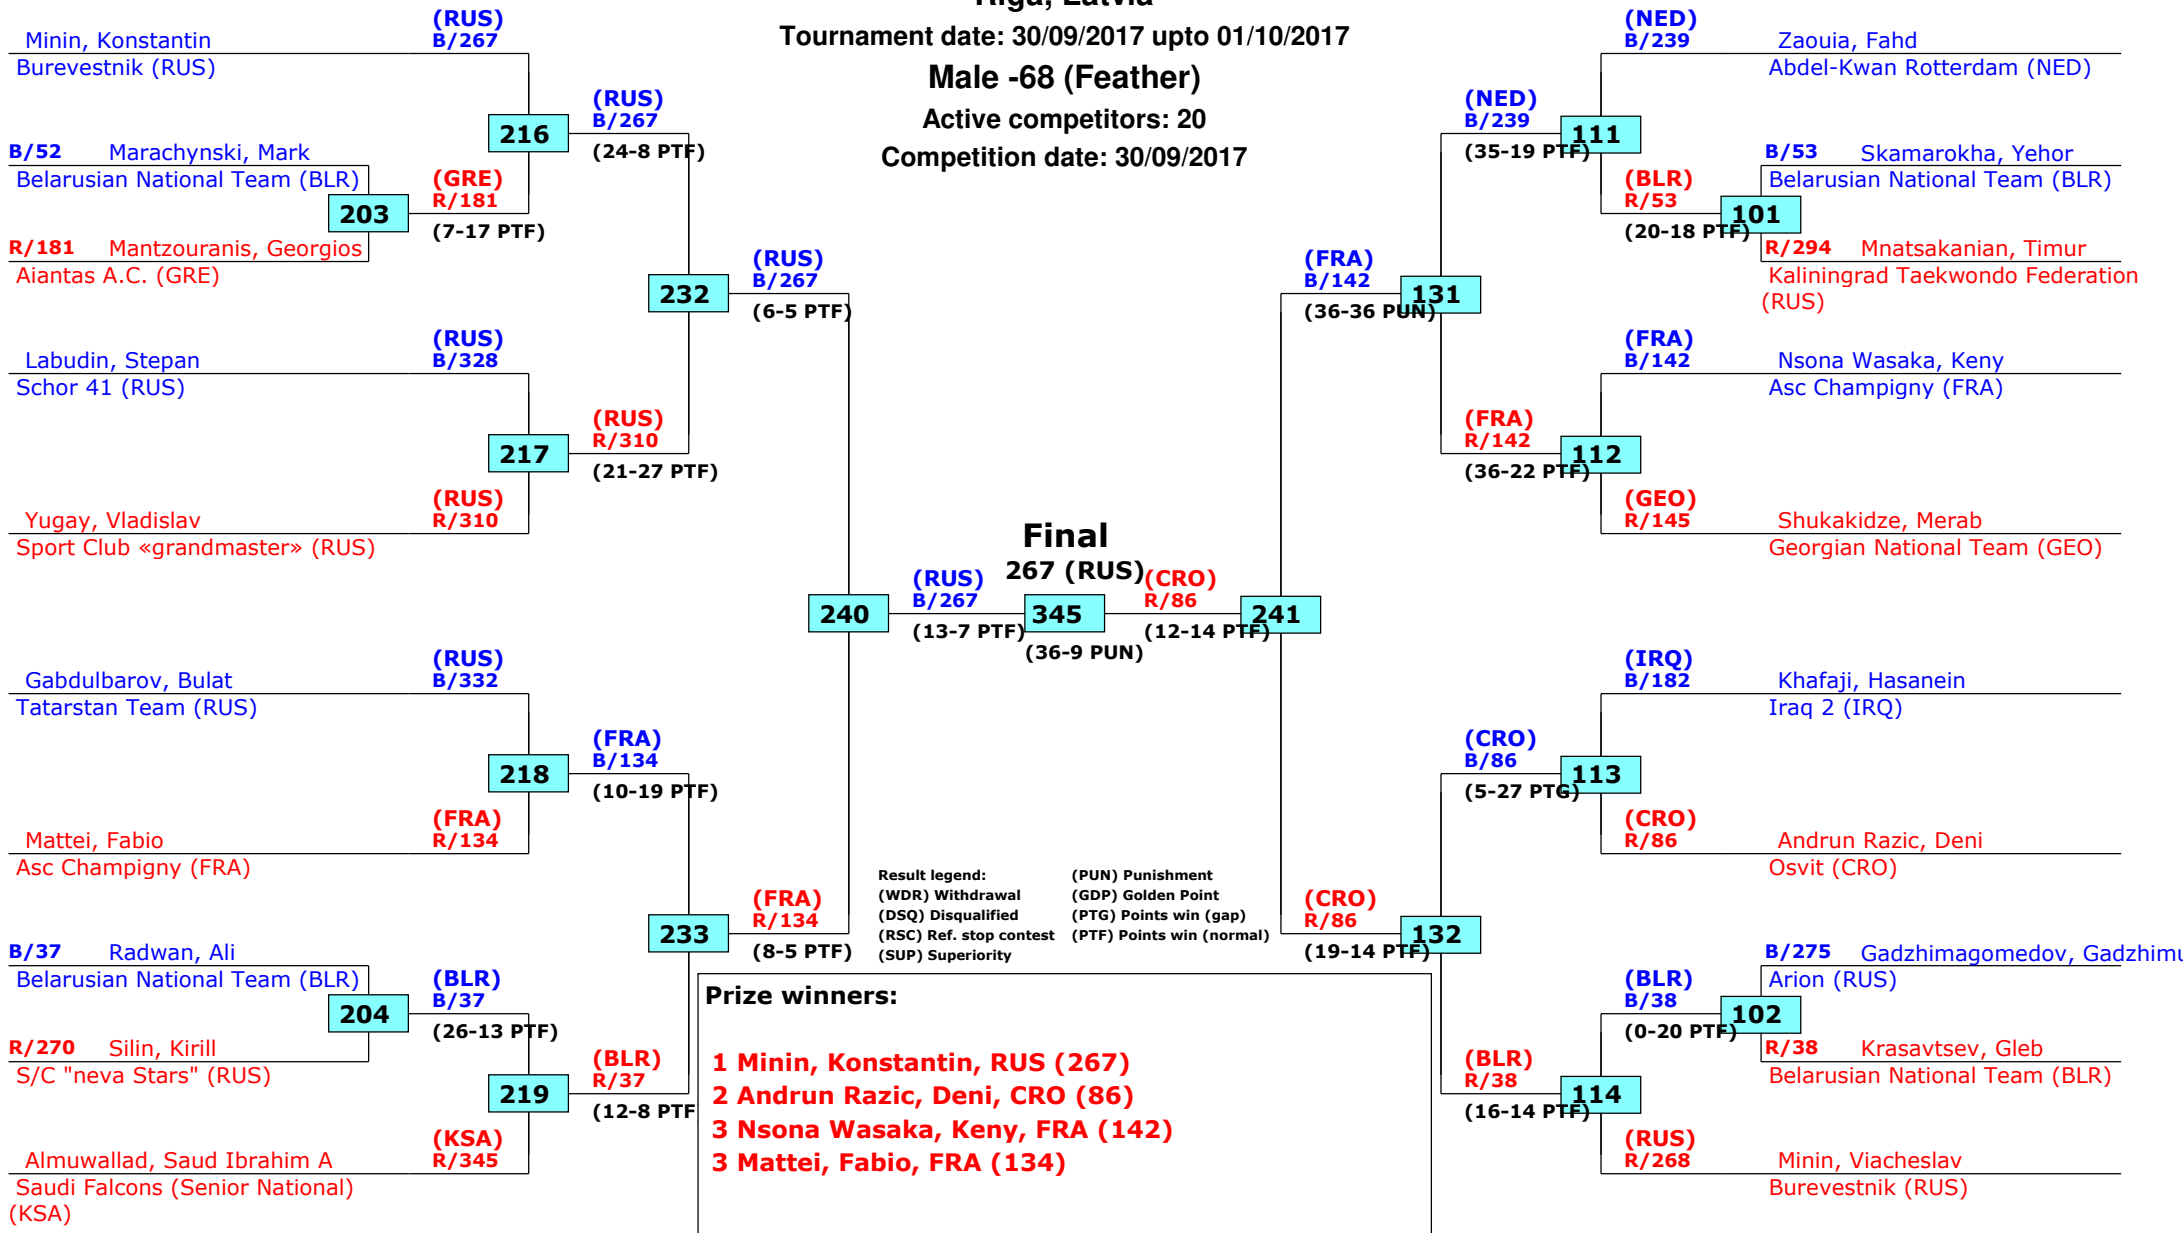 Riga, Latvia
Tournament date: 30/09/2017 upto 01/10/2017
Male -68 (Feather)
Active competitors: 20
Competition date: 30/09/2017
Minin, Konstantin
(RUS)
B/267
Burevestnik (RUS)
216
(RUS)
B/267
(24-8 PTF)
B/52 Marachynski, Mark
Belarusian National Team (BLR)
203
(GRE)
R/181
(7-17 PTF)
R/181 Mantzouranis, Georgios
Aiantas A.C. (GRE)
232
(RUS)
B/267
(6-5 PTF)
Labudin, Stepan
(RUS)
B/328
Schor 41 (RUS)
217
(RUS)
R/310
(21-27 PTF)
Yugay, Vladislav
(RUS)
R/310
Sport Club «grandmaster» (RUS)
240
(RUS)
B/267
(13-7 PTF)
Gabdulbarov, Bulat
(RUS)
B/332
Tatarstan Team (RUS)
218
(FRA)
B/134
(10-19 PTF)
Mattei, Fabio
(FRA)
R/134
Asc Champigny (FRA)
233
(FRA)
R/134
(8-5 PTF)
B/37 Radwan, Ali
Belarusian National Team (BLR)
204
(BLR)
B/37
(26-13 PTF)
R/270 Silin, Kirill
S/C "neva Stars" (RUS)
219
(BLR)
R/37
(12-8 PTF
Almuwallad, Saud Ibrahim A
(KSA)
R/345
Saudi Falcons (Senior National)
(KSA)
Final
267 (RUS)
345
(36-9 PUN)
(CRO)
R/86
(12-14 PTF)
241
(NED)
B/239
Zaouia, Fahd
Abdel-Kwan Rotterdam (NED)
(NED)
B/239
(35-19 PTF)
111
B/53 Skamarokha, Yehor
Belarusian National Team (BLR)
(BLR)
R/53
(20-18 PTF)
101
R/294 Mnatsakanian, Timur
Kaliningrad Taekwondo Federation
(RUS)
(FRA)
B/142
(36-36 PUN)
131
(FRA)
B/142
Nsona Wasaka, Keny
Asc Champigny (FRA)
(FRA)
R/142
(36-22 PTF)
112
(GEO)
R/145
Shukakidze, Merab
Georgian National Team (GEO)
(IRQ)
B/182
Khafaji, Hasanein
Iraq 2 (IRQ)
(CRO)
B/86
(5-27 PTG)
113
(CRO)
R/86
Andrun Razic, Deni
Osvit (CRO)
(CRO)
R/86
(19-14 PTF)
132
B/275 Gadzhimagomedov, Gadzhimu
Arion (RUS)
(BLR)
B/38
(0-20 PTF)
102
R/38 Krasavtsev, Gleb
Belarusian National Team (BLR)
(BLR)
R/38
(16-14 PTF)
114
(RUS)
R/268
Minin, Viacheslav
Burevestnik (RUS)
Result legend:
(WDR) Withdrawal
(DSQ) Disqualified
(RSC) Ref. stop contest
(SUP) Superiority
(PUN) Punishment
(GDP) Golden Point
(PTG) Points win (gap)
(PTF) Points win (normal)
Prize winners:
1 Minin, Konstantin, RUS (267)
2 Andrun Razic, Deni, CRO (86)
3 Nsona Wasaka, Keny, FRA (142)
3 Mattei, Fabio, FRA (134)